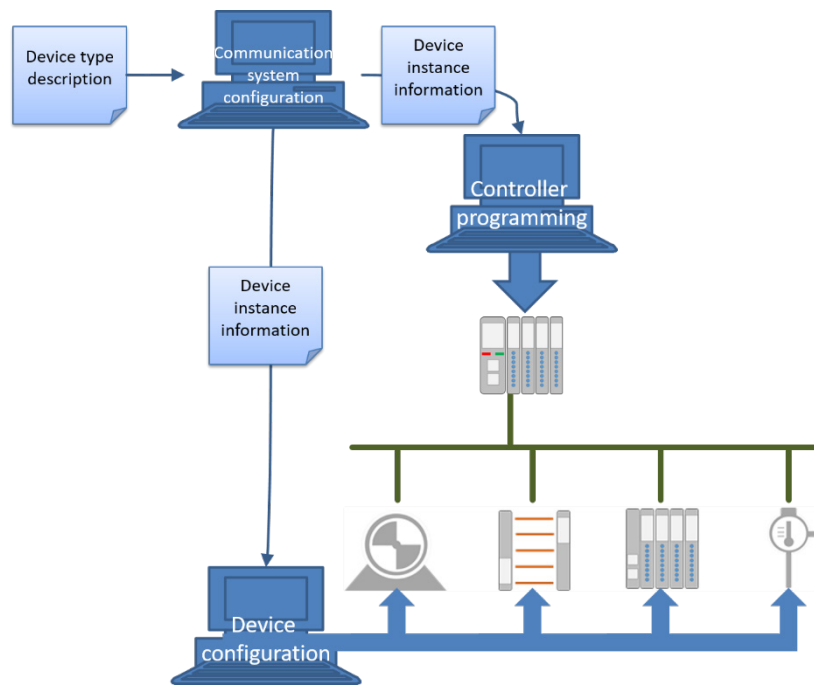 Device type
description
Communication
system
configuration
Device
instance
information
Controller
programming
Device
instance
information
Device
configuration